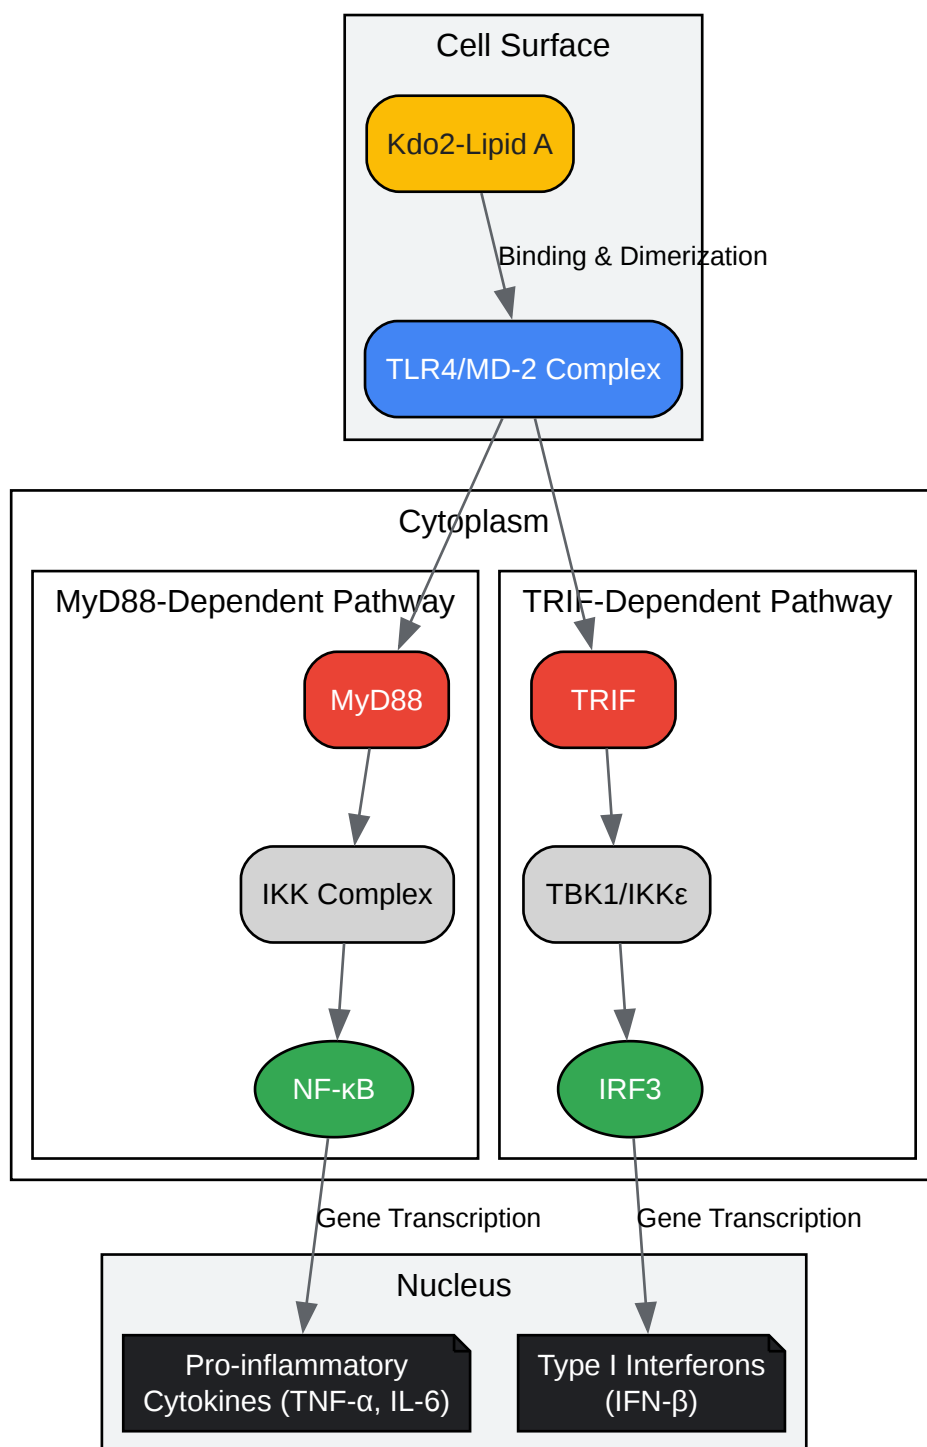 Cell Surface
Kdo2-Lipid A
Binding & Dimerization
TLR4/MD-2 Complex
Cytoplasm
MyD88-Dependent Pathway
TRIF-Dependent Pathway
MyD88
TRIF
IKK Complex
TBK1/IKKε
NF-κB
IRF3
Gene Transcription
Gene Transcription
Nucleus
Pro-inflammatory
Cytokines (TNF-α, IL-6)
Type I Interferons
(IFN-β)